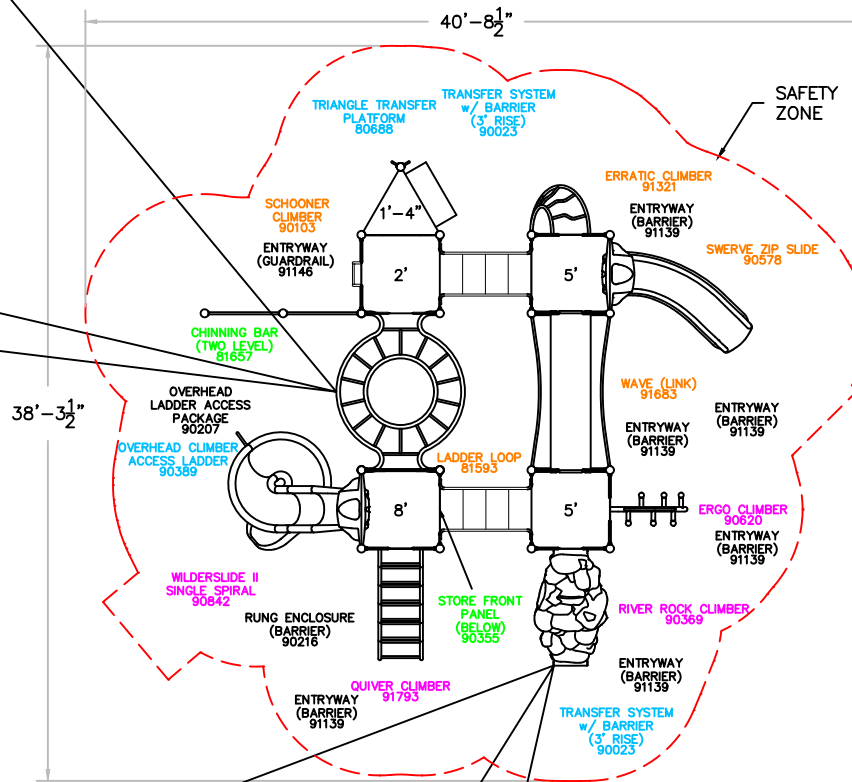 40'-8½"
SAFETY
ZONE
TRIANGLE TRANSFER
PLATFORM
80688
TRANSFER SYSTEM
w/ BARRIER
(3' RISE)
90023
ERRATIC CLIMBER
91321
ENTRYWAY
(BARRIER)
91139
SCHOONER
CLIMBER
90103
1'-4"
ENTRYWAY
(GUARDRAIL)
91146
SWERVE ZIP SLIDE
90578
2'
5'
CHINNING BAR
(TWO LEVEL)
81657
38'-3½"
OVERHEAD
LADDER ACCESS
PACKAGE
90207
WAVE (LINK)
91683
ENTRYWAY
(BARRIER)
91139
ENTRYWAY
(BARRIER)
91139
OVERHEAD CLIMBER
ACCESS LADDER
90389
LADDER LOOP
81593
8'
5'
ERGO CLIMBER
90620
ENTRYWAY
(BARRIER)
91139
WILDERSLIDE II
SINGLE SPIRAL
90842
STORE FRONT
PANEL
(BELOW)
90355
RIVER ROCK CLIMBER
90369
RUNG ENCLOSURE
(BARRIER)
90216
ENTRYWAY
(BARRIER)
91139
QUIVER CLIMBER
91793
ENTRYWAY
(BARRIER)
91139
TRANSFER SYSTEM
w/ BARRIER
(3' RISE)
90023